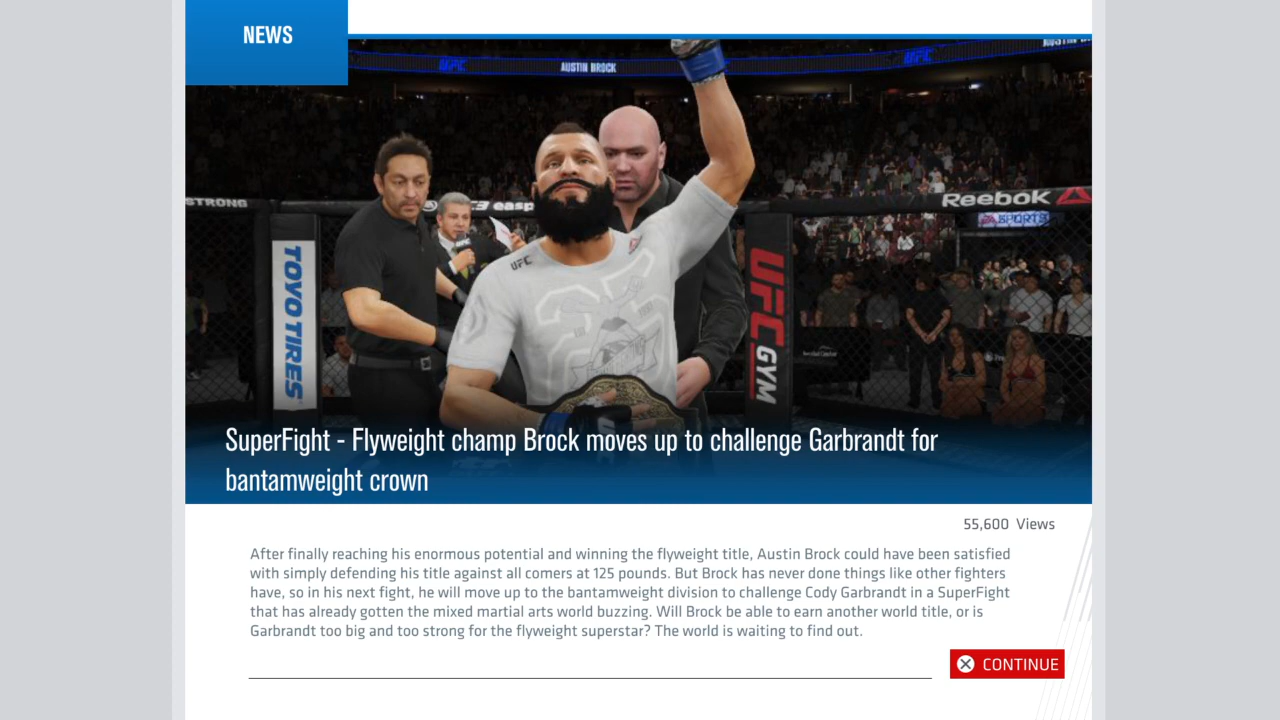 NEWS
AUSTIN BROCK
STRONG
easp
Reebok
EA SPORTS
UFC
TOYO TIRES
UFC GYM
SuperFight - Flyweight champ Brock moves up to challenge Garbrandt for
bantamweight crown
55,600 Views
After finally reaching his enormous potential and winning the flyweight title, Austin Brock could have been satisfied
with simply defending his title against all comers at 125 pounds. But Brock has never done things like other fighters
have, so in his next fight, he will move up to the bantamweight division to challenge Cody Garbrandt in a SuperFight
that has already gotten the mixed martial arts world buzzing. Will Brock be able to earn another world title, or is
Garbrandt too big and too strong for the flyweight superstar? The world is waiting to find out.
CONTINUE